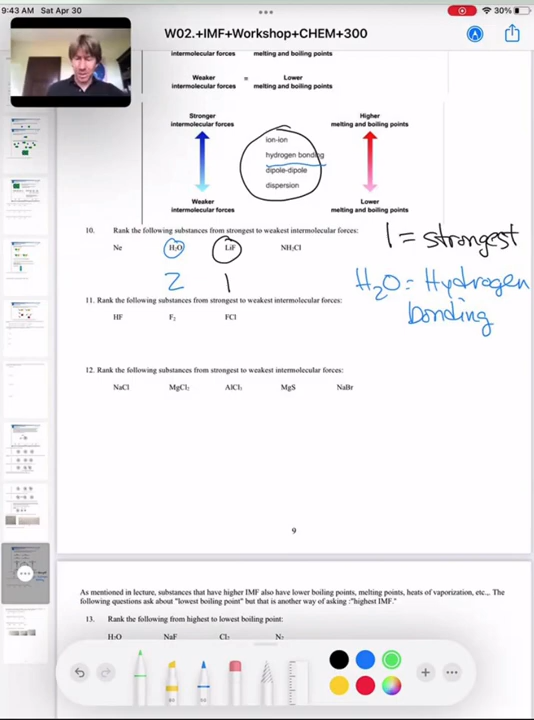 9:43 AM Sat Apr 30
30%
W02.+IMF+Workshop+CHEM+300
intermolecular forces melting and boiling points
Weaker = Lower
intermolecular forces melting and boiling points
Stronger Higher
intermolecular forces melting and boiling points
ion-ion
hydrogen bonding
dipole-dipole
dispersion
Weaker Lower
intermolecular forces melting and boiling points
10. Rank the following substances from strongest to weakest intermolecular forces:
1 = strongest
Ne H₂O LiF NH₂Cl
2 1
H₂O = Hydrogen
bonding
11. Rank the following substances from strongest to weakest intermolecular forces:
HF F₂ FCl
12. Rank the following substances from strongest to weakest intermolecular forces:
NaCl MgCl₂ AlCl₃ MgS NaBr
9
As mentioned in lecture, substances that have higher IMF also have lower boiling points, melting points, heats of vaporization, etc... The
following questions ask about "lowest boiling point" but that is another way of asking :"highest IMF."
13. Rank the following from highest to lowest boiling point:
H₂O NaF Cl₂ N₂